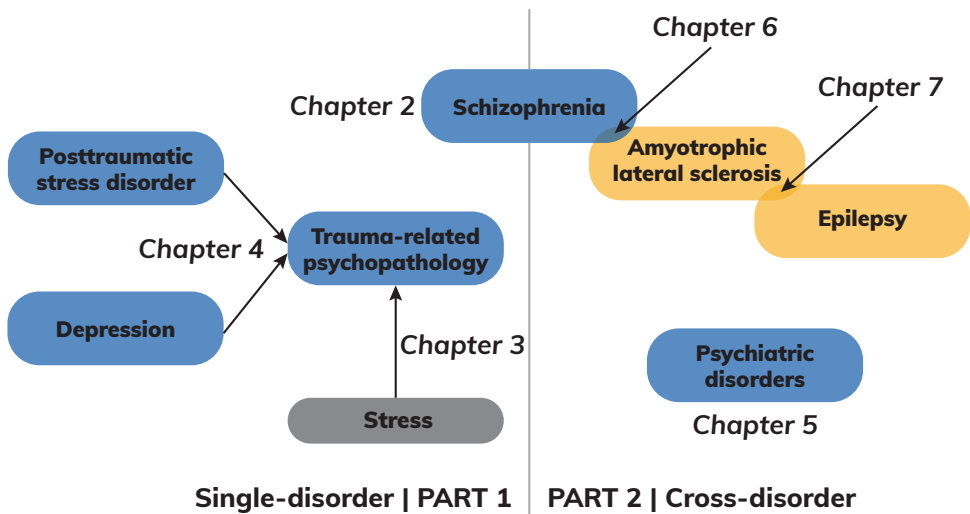 Chapter 6
Chapter 2
Schizophrenia
Chapter 7
Posttraumatic
stress disorder
Amyotrophic
lateral sclerosis
Chapter 4
Trauma-related
psychopathology
Epilepsy
Depression
Chapter 3
Psychiatric
disorders
Stress
Chapter 5
Single-disorder | PART 1
PART 2 | Cross-disorder